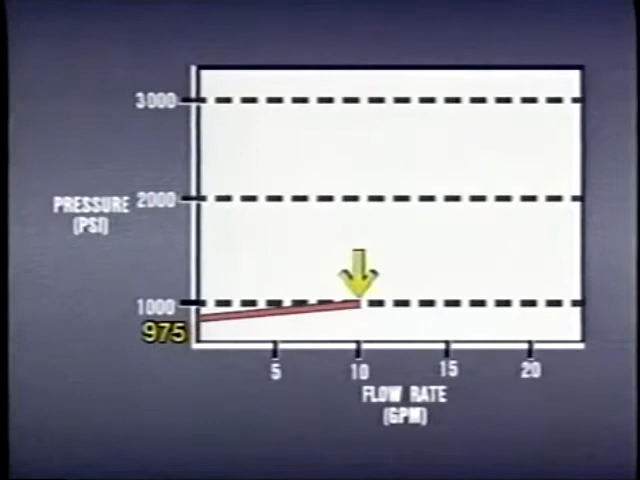 3000
PRESSURE 2000
(PSI)
1000
975
5 10 15 20
FLOW RATE
(GPM)